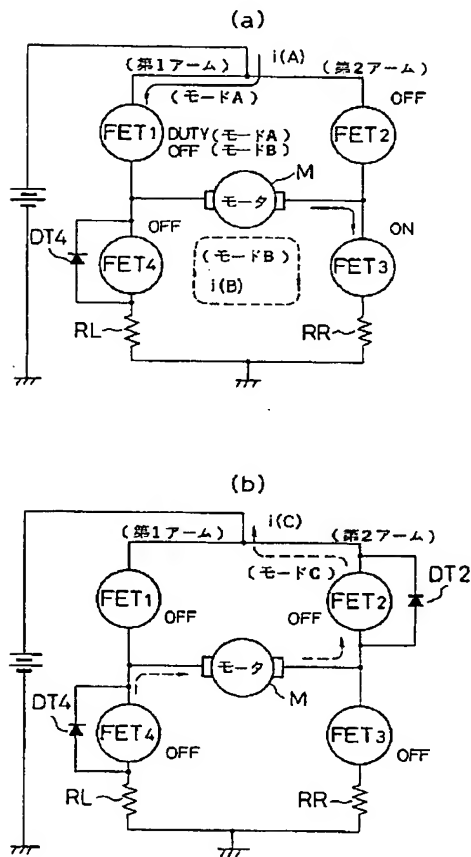 (a)
i(A)
(第1アーム)
(第2アーム)
(モードA)
OFF
FET1
DUTY(モードA)
OFF (モードB)
FET2
M
モータ
OFF
ON
DT4
FET4
(モードB)
i(B)
FET3
RL
RR
(b)
i(C)
(第1アーム)
(第2アーム)
(モードC)
DT2
FET1
OFF
FET2
OFF
モータ
M
DT4
FET4
OFF
FET3
OFF
RL
RR